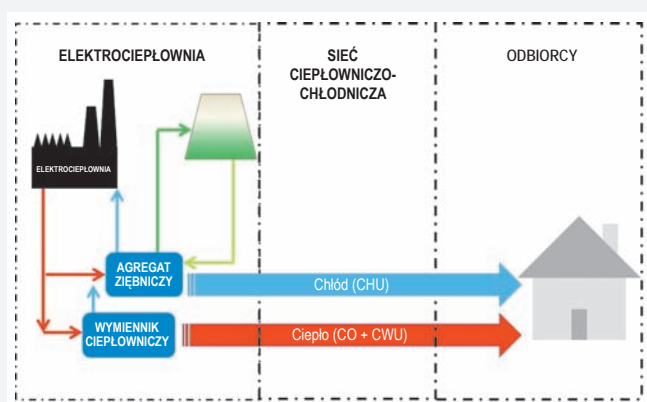 ELEKTROCIEPŁOWNIA
SIEĆ
CIEPŁOWNICZO-
CHŁODNICZA
ODBIORCY
ELEKTROCIEPŁOWNIA
AGREGAT
ZIĘBNICZY
Chłód (CHU)
WYMIENNIK
CIEPŁOWNICZY
Ciepło (CO + CWU)